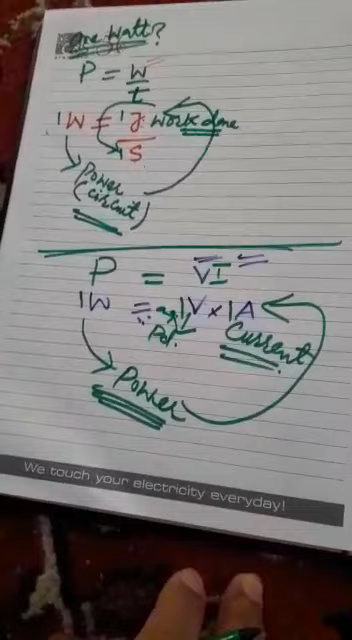 One Watt?
P = W
t
1W = 1J work done
1S
Power
(circuit)
P = VI
1W = 1V x 1A
Current
Power
We touch your electricity everyday!